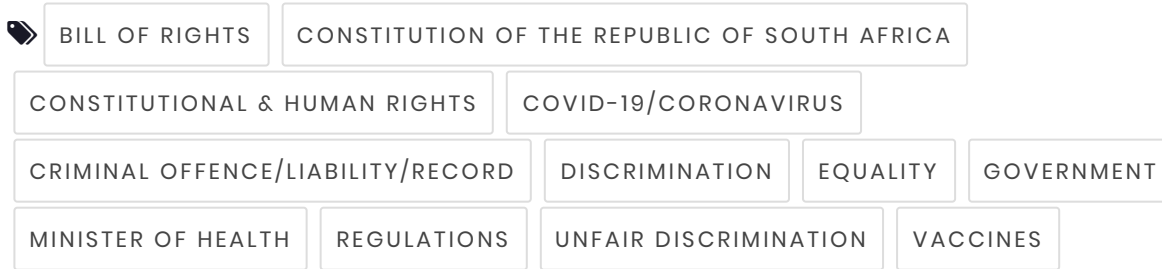 BILL OF RIGHTS CONSTITUTION OF THE REPUBLIC OF SOUTH AFRICA
CONSTITUTIONAL & HUMAN RIGHTS COVID-19/CORONAVIRUS
CRIMINAL OFFENCE/LIABILITY/RECORD DISCRIMINATION EQUALITY GOVERNMENT
MINISTER OF HEALTH REGULATIONS UNFAIR DISCRIMINATION VACCINES